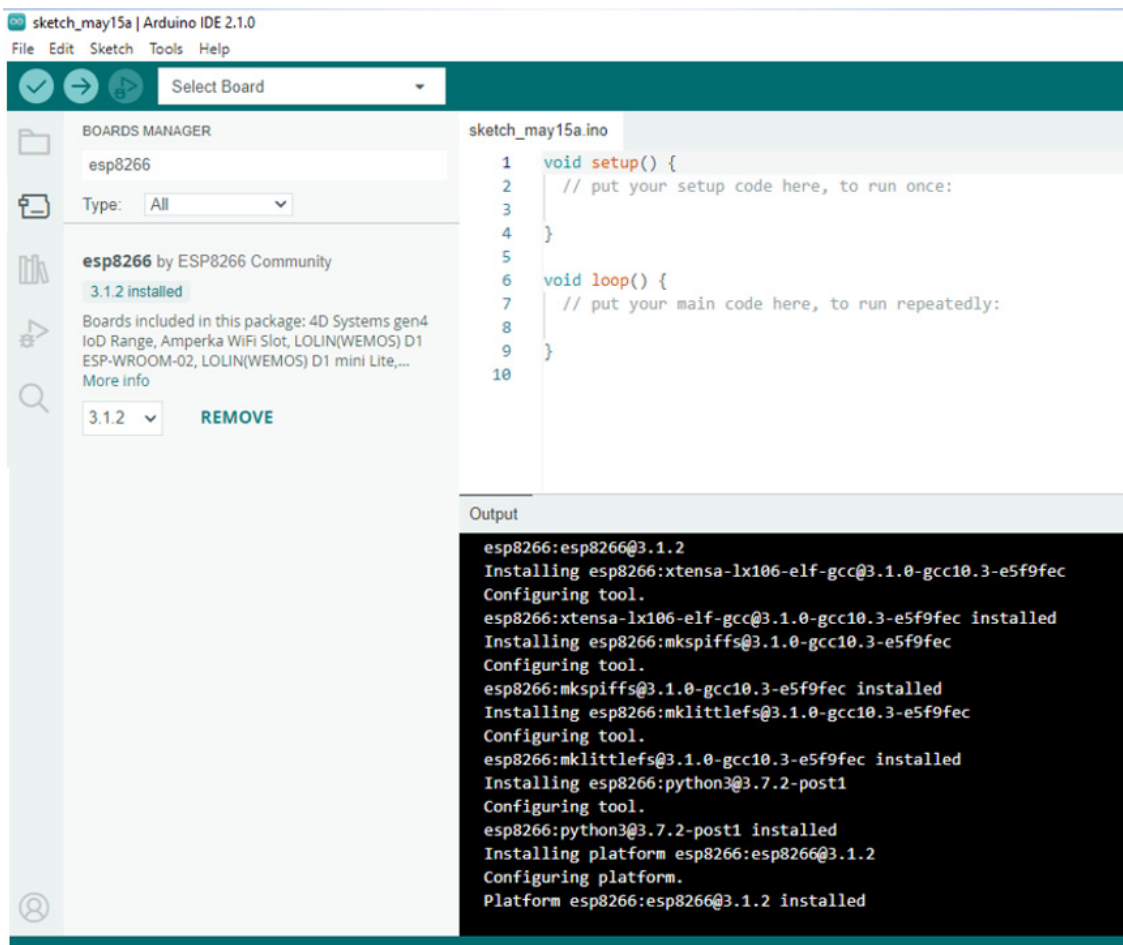 sketch_may15a | Arduino IDE 2.1.0
File Edit Sketch Tools Help
Select Board
BOARDS MANAGER
esp8266
Type: All
esp8266 by ESP8266 Community
3.1.2 installed
Boards included in this package: 4D Systems gen4
IoD Range, Amperka WiFi Slot, LOLIN(WEMOS) D1
ESP-WROOM-02, LOLIN(WEMOS) D1 mini Lite,...
More info
3.1.2 REMOVE
sketch_may15a.ino
1 void setup() {
2 // put your setup code here, to run once:
3
4 }
5
6 void loop() {
7 // put your main code here, to run repeatedly:
8
9 }
10
Output
esp8266:esp8266@3.1.2
Installing esp8266:xtensa-lx106-elf-gcc@3.1.0-gcc10.3-e5f9fec
Configuring tool.
esp8266:xtensa-lx106-elf-gcc@3.1.0-gcc10.3-e5f9fec installed
Installing esp8266:mkspiffs@3.1.0-gcc10.3-e5f9fec
Configuring tool.
esp8266:mkspiffs@3.1.0-gcc10.3-e5f9fec installed
Installing esp8266:mklittlefs@3.1.0-gcc10.3-e5f9fec
Configuring tool.
esp8266:mklittlefs@3.1.0-gcc10.3-e5f9fec installed
Installing esp8266:python3@3.7.2-post1
Configuring tool.
esp8266:python3@3.7.2-post1 installed
Installing platform esp8266:esp8266@3.1.2
Configuring platform.
Platform esp8266:esp8266@3.1.2 installed